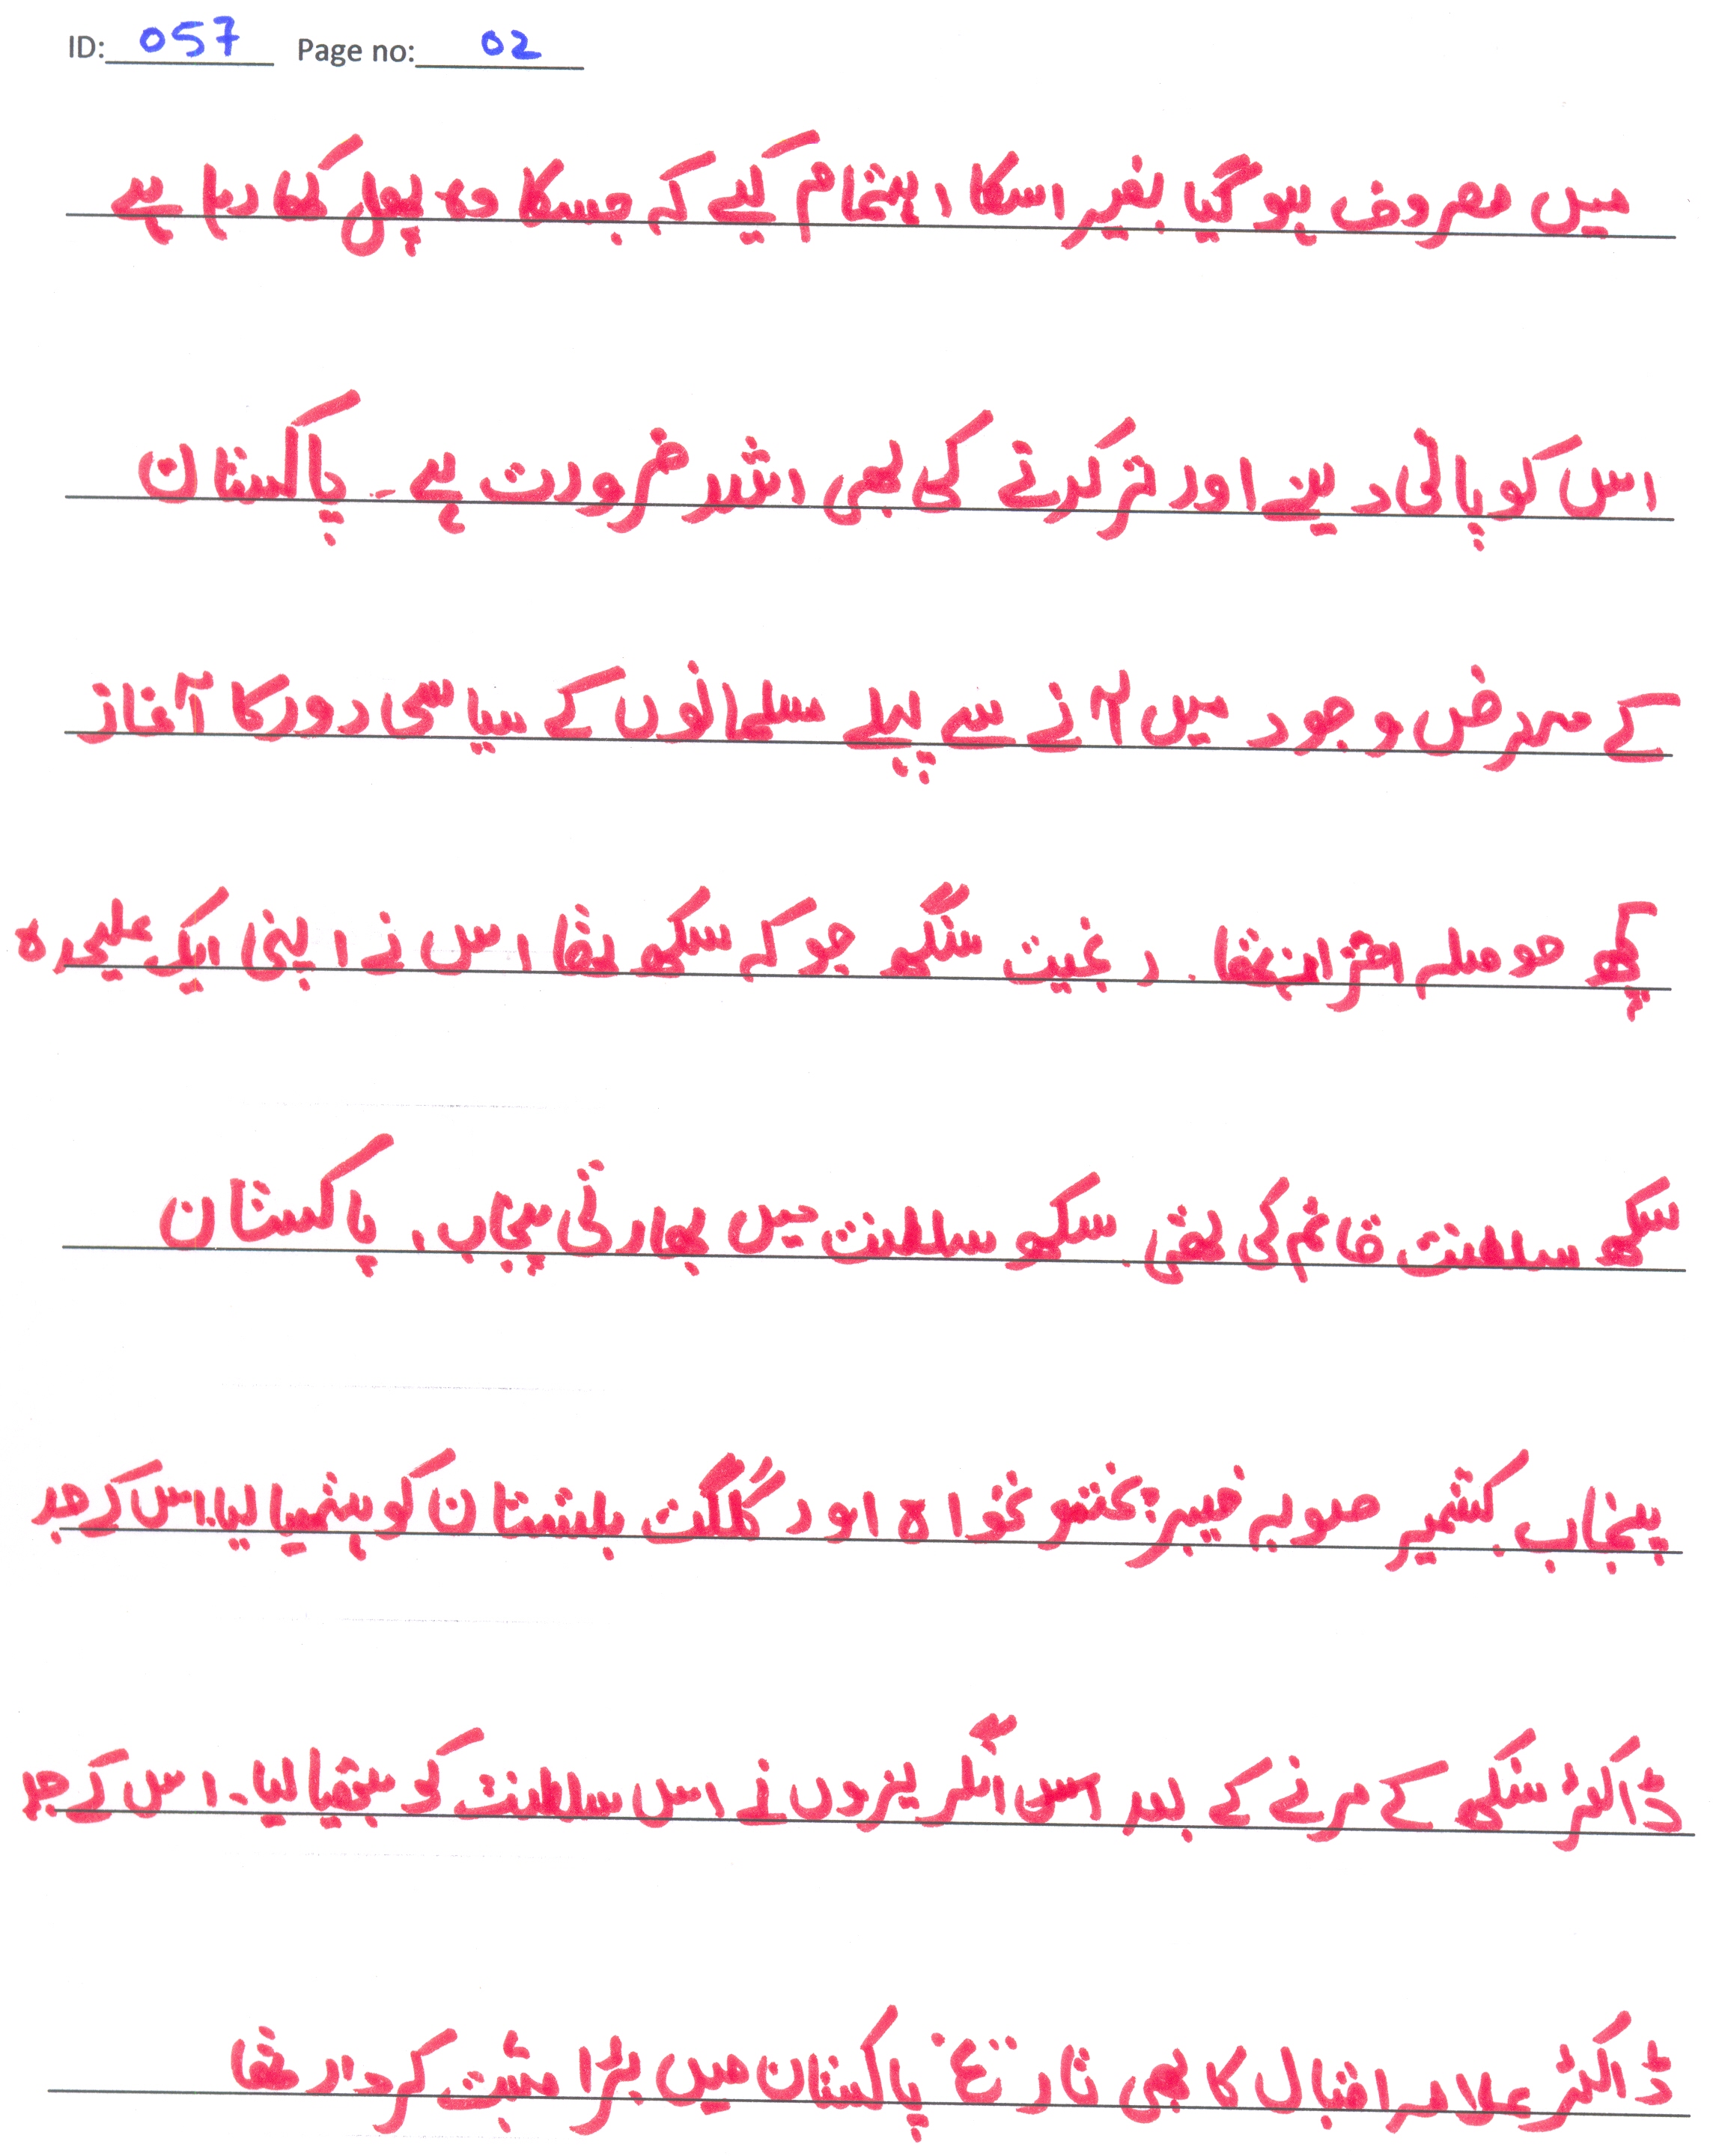 ID: 057 Page no: 02
میں مصروف ہو گیا بغیر اسکا اہتمام کیے کہ جسکا وہ پھل کھا رہا ہے
اس کو پانی دینے اور تر کرنے کی بھی اشد ضرورت ہے۔ پاکستان
کے معرض وجود میں آنے سے پہلے مسلمانوں کے سیاسی دور کا آغاز
کچھ حوصلہ افزا نہ تھا۔ رنجیت سنگھ جو کہ سکھ تھا اس نے اپنی ایک علیحدہ
سکھ سلطنت قائم کی تھی۔ سکھ سلطنت میں بھارتی پنجاب، پاکستان
پنجاب کشمیر صوبہ خیبر پختونخواہ اور گلگت بلتستان کو ہتھیا لیا۔ اس کے بعد
ڈاکٹر سنگھ کے مرنے کے بعد انگریزوں نے اس سلطنت کو ہتھیا لیا۔ اس کے بعد
ڈاکٹر علامہ اقبال کا بھی تاریخ پاکستان میں بڑا مثبت کردار تھا